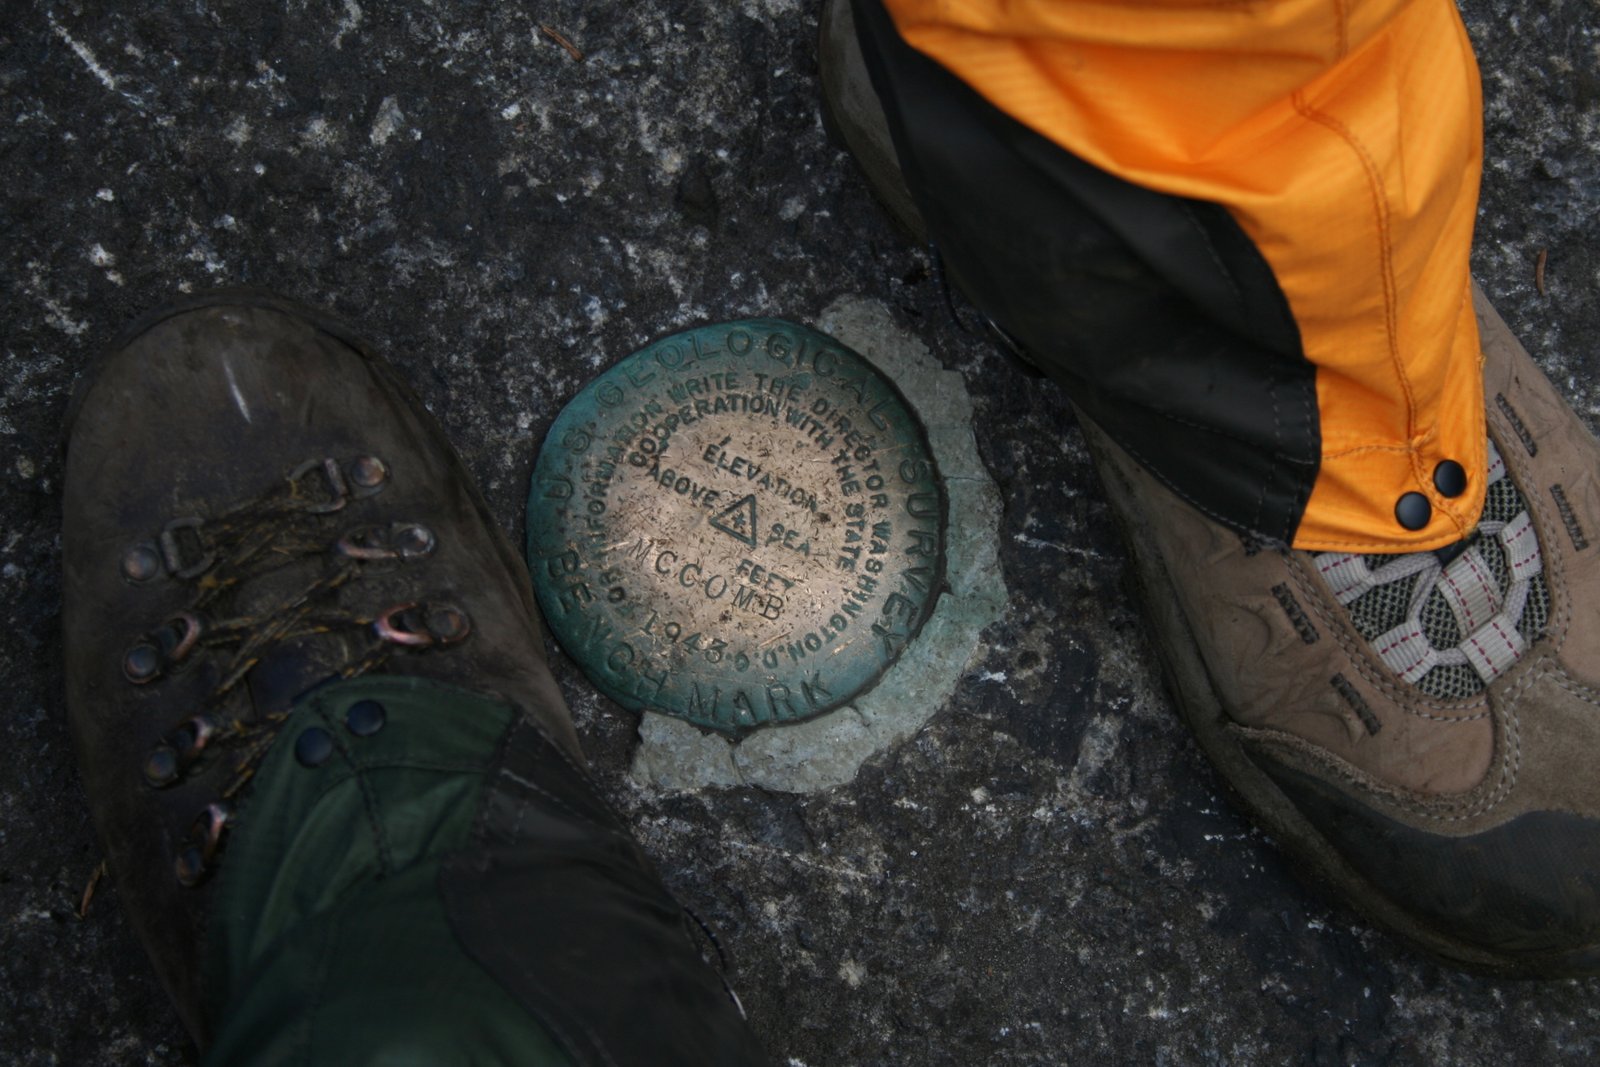 U.S. GEOLOGICAL SURVEY
BENCH MARK
FOR INFORMATION WRITE THE DIRECTOR WASHINGTON, D.C.
COOPERATION WITH THE STATE
ELEVATION
ABOVE SEA
FEET
MCCOMB
1943